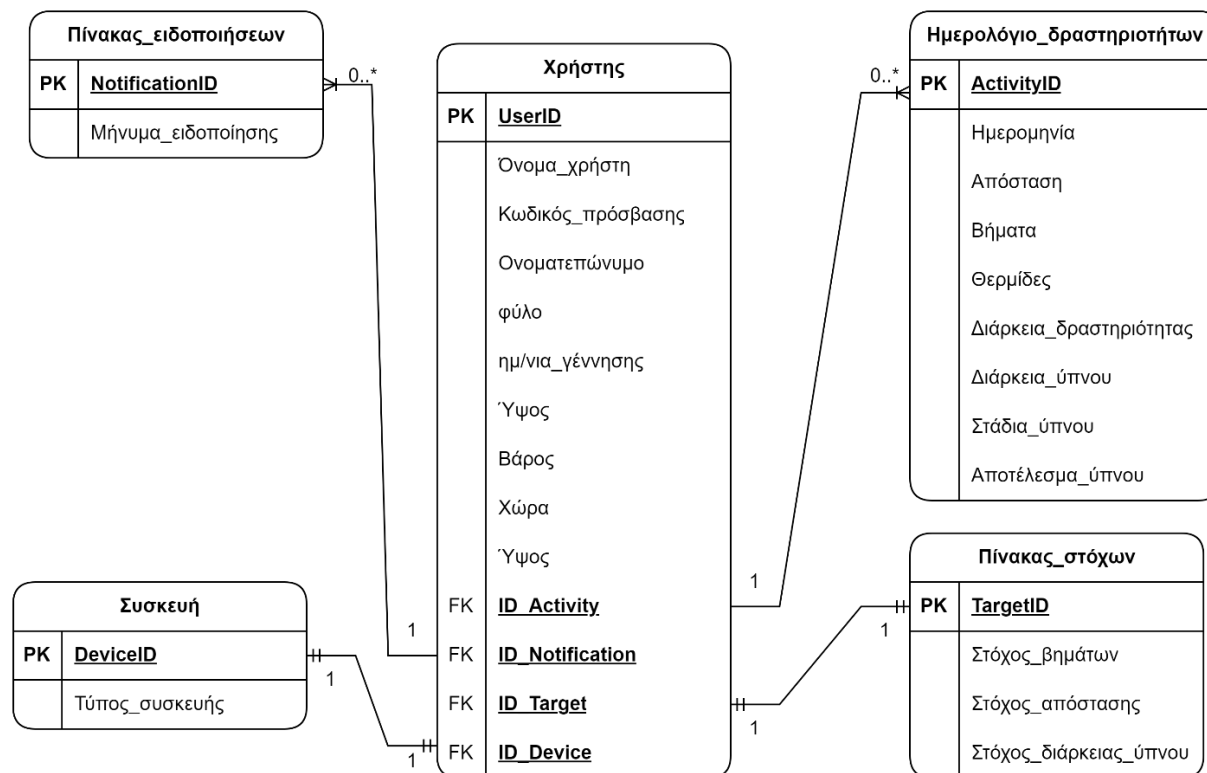 Πίνακας_ειδοποιήσεων
PK NotificationID
Μήνυμα_ειδοποίησης
0..*
1
Χρήστης
PK UserID
Όνομα_χρήστη
Κωδικός_πρόσβασης
Ονοματεπώνυμο
φύλο
ημ/νια_γέννησης
Ύψος
Βάρος
Χώρα
Ύψος
FK ID_Activity
FK ID_Notification
FK ID_Target
FK ID_Device
Ημερολόγιο_δραστηριοτήτων
PK ActivityID
Ημερομηνία
Απόσταση
Βήματα
Θερμίδες
Διάρκεια_δραστηριότητας
Διάρκεια_ύπνου
Στάδια_ύπνου
Αποτέλεσμα_ύπνου
0..*
1
Συσκευή
PK DeviceID
Τύπος_συσκευής
1
1
Πίνακας_στόχων
PK TargetID
Στόχος_βημάτων
Στόχος_απόστασης
Στόχος_διάρκειας_ύπνου
1
1